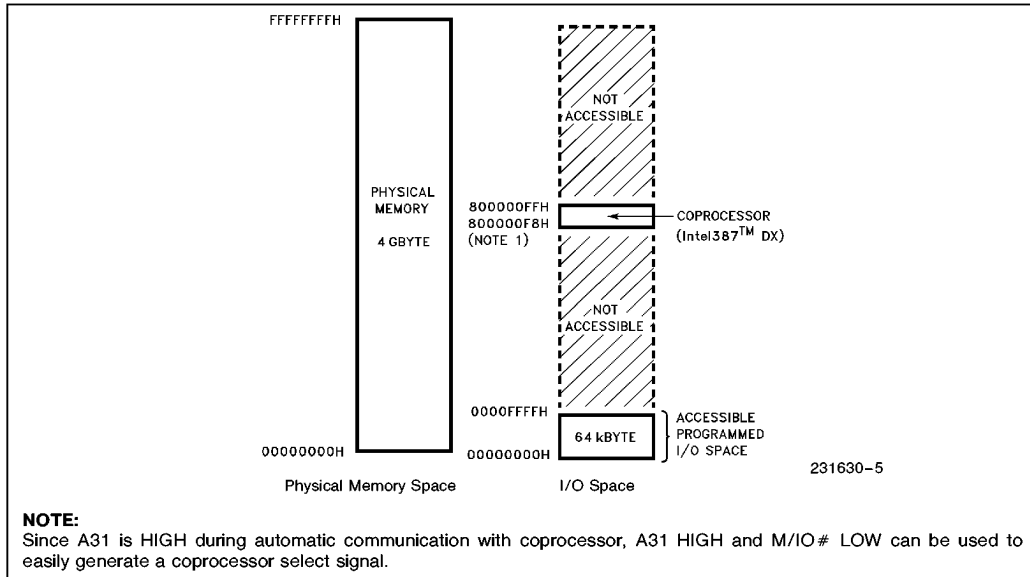 FFFFFFFFH
PHYSICAL
MEMORY
4 GBYTE
00000000H
Physical Memory Space
NOT
ACCESSIBLE
800000FFH
800000F8H
(NOTE 1)
COPROCESSOR
(Intel387™ DX)
NOT
ACCESSIBLE
0000FFFFH
64 kBYTE
00000000H
ACCESSIBLE
PROGRAMMED
I/O SPACE
I/O Space
231630-5
NOTE:
Since A31 is HIGH during automatic communication with coprocessor, A31 HIGH and M/IO# LOW can be used to
easily generate a coprocessor select signal.